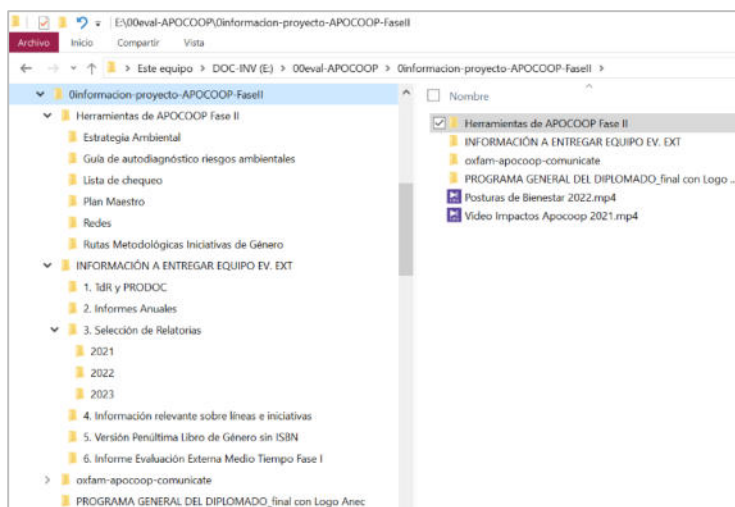 E:\00eval-APOCOOP\0informacion-proyecto-APOCOOP-FaseII
Archivo Inicio Compartir Vista
Este equipo > DOC-INV (E:) > 00eval-APOCOOP > 0informacion-proyecto-APOCOOP-FaseII >
0informacion-proyecto-APOCOOP-FaseII
Herramientas de APOCOOP Fase II
Estrategia Ambiental
Guía de autodiagnóstico riesgos ambientales
Lista de chequeo
Plan Maestro
Redes
Rutas Metodológicas Iniciativas de Género
INFORMACIÓN A ENTREGAR EQUIPO EV. EXT
1. TdR y PRODOC
2. Informes Anuales
3. Selección de Relatorias
2021
2022
2023
4. Información relevante sobre líneas e iniciativas
5. Versión Penúltima Libro de Género sin ISBN
6. Informe Evaluación Externa Medio Tiempo Fase I
oxfam-apocoop-comunicate
PROGRAMA GENERAL DEL DIPLOMADO_final con Logo Anec
Nombre
Herramientas de APOCOOP Fase II
INFORMACIÓN A ENTREGAR EQUIPO EV. EXT
oxfam-apocoop-comunicate
PROGRAMA GENERAL DEL DIPLOMADO_final con Logo ...
Posturas de Bienestar 2022.mp4
Video Impactos Apocoop 2021.mp4